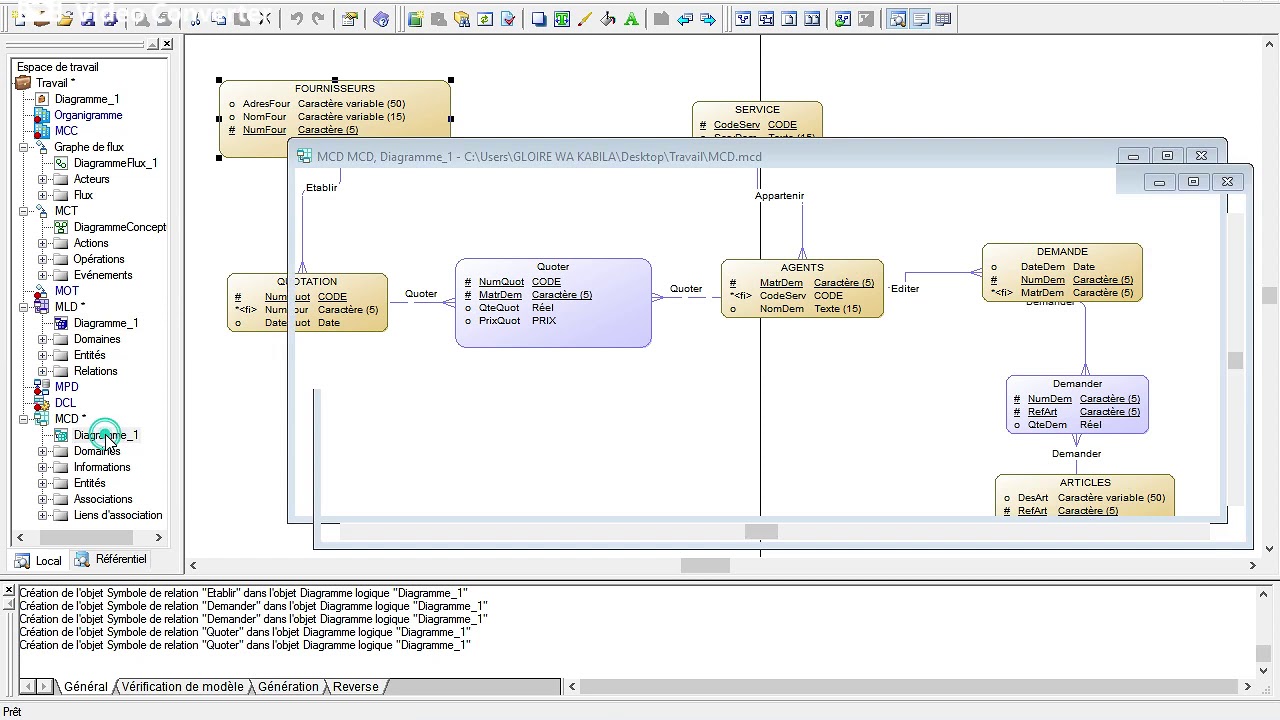 Video Converter
Espace de travail
Travail *
Diagramme_1
Organigramme
MCC
Graphe de flux
DiagrammeFlux_1
Acteurs
Flux
MCT
DiagrammeConcept
Actions
Opérations
Evénements
MOT
MLD *
Diagramme_1
Domaines
Entités
Relations
MPD
DCL
MCD *
Diagramme_1
Domaines
Informations
Entités
Associations
Liens d'association
Local
Référentiel
FOURNISSEURS
o AdresFour Caractère variable (50)
o NomFour Caractère variable (15)
# NumFour Caractère (5)
SERVICE
# CodeServ CODE
MCD MCD, Diagramme_1 - C:\Users\GLOIRE WA KABILA\Desktop\Travail\MCD.mcd
Etablir
Appartenir
QUOTATION
# NumQuot CODE
*<fi> NumFour Caractère (5)
o DateQuot Date
Quoter
Quoter
# NumQuot CODE
# MatrDem Caractère (5)
o QteQuot Réel
o PrixQuot PRIX
Quoter
AGENTS
# MatrDem Caractère (5)
*<fi> CodeServ CODE
o NomDem Texte (15)
Editer
DEMANDE
o DateDem Date
# NumDem Caractère (5)
*<fi> MatrDem Caractère (5)
Demander
Demander
# NumDem Caractère (5)
# RefArt Caractère (5)
o QteDem Réel
Demander
ARTICLES
o DesArt Caractère variable (50)
# RefArt Caractère (5)
Création de l'objet Symbole de relation "Etablir" dans l'objet Diagramme logique "Diagramme_1"
Création de l'objet Symbole de relation "Demander" dans l'objet Diagramme logique "Diagramme_1"
Création de l'objet Symbole de relation "Demander" dans l'objet Diagramme logique "Diagramme_1"
Création de l'objet Symbole de relation "Quoter" dans l'objet Diagramme logique "Diagramme_1"
Création de l'objet Symbole de relation "Quoter" dans l'objet Diagramme logique "Diagramme_1"
Général
Vérification de modèle
Génération
Reverse
Prêt